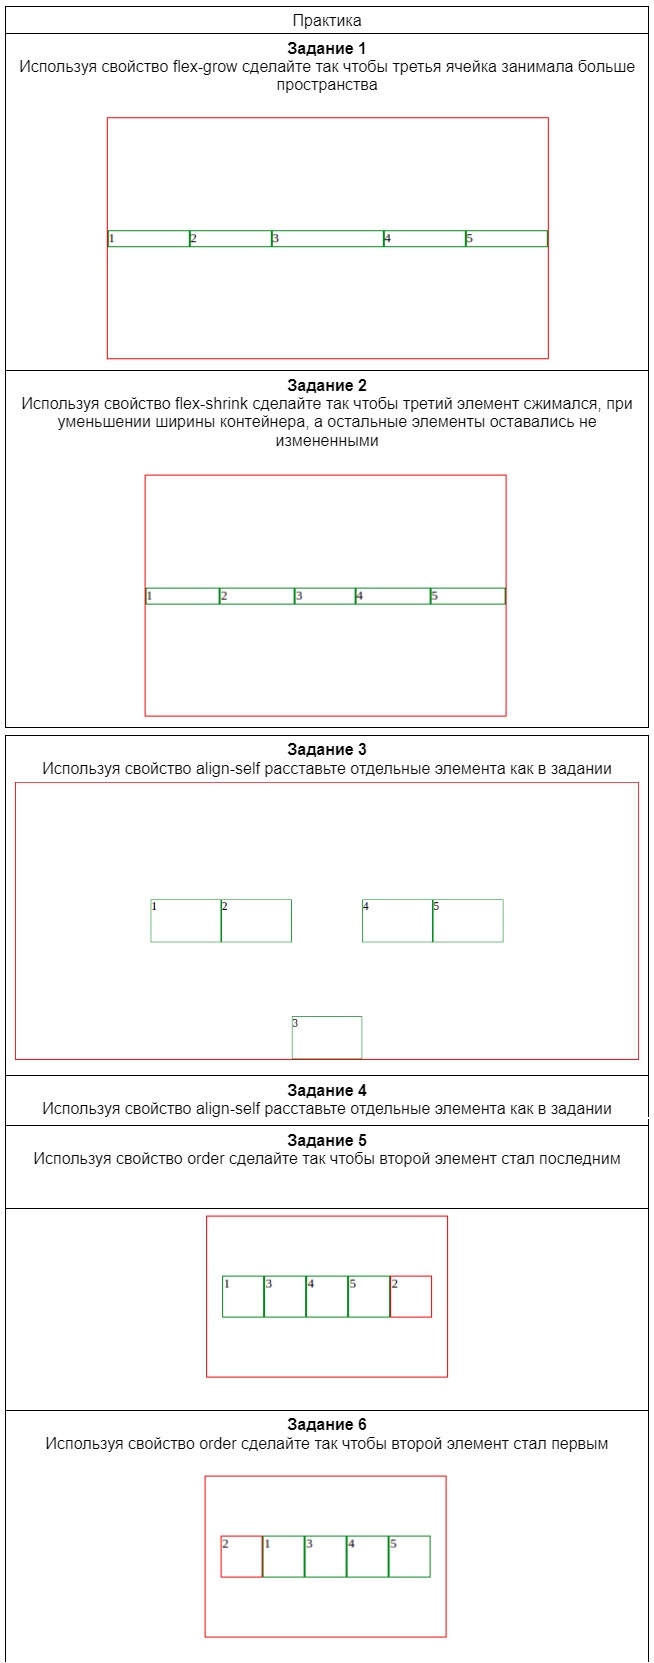 Практика
Задание 1
Используя свойство flex-grow сделайте так чтобы третья ячейка занимала больше
пространства
1 2 3 4 5
Задание 2
Используя свойство flex-shrink сделайте так чтобы третий элемент сжимался, при
уменьшении ширины контейнера, а остальные элементы оставались не
измененными
1 2 3 4 5
Задание 3
Используя свойство align-self расставьте отдельные элемента как в задании
1 2 4 5
3
Задание 4
Используя свойство align-self расставьте отдельные элемента как в задании
Задание 5
Используя свойство order сделайте так чтобы второй элемент стал последним
1 3 4 5 2
Задание 6
Используя свойство order сделайте так чтобы второй элемент стал первым
2 1 3 4 5